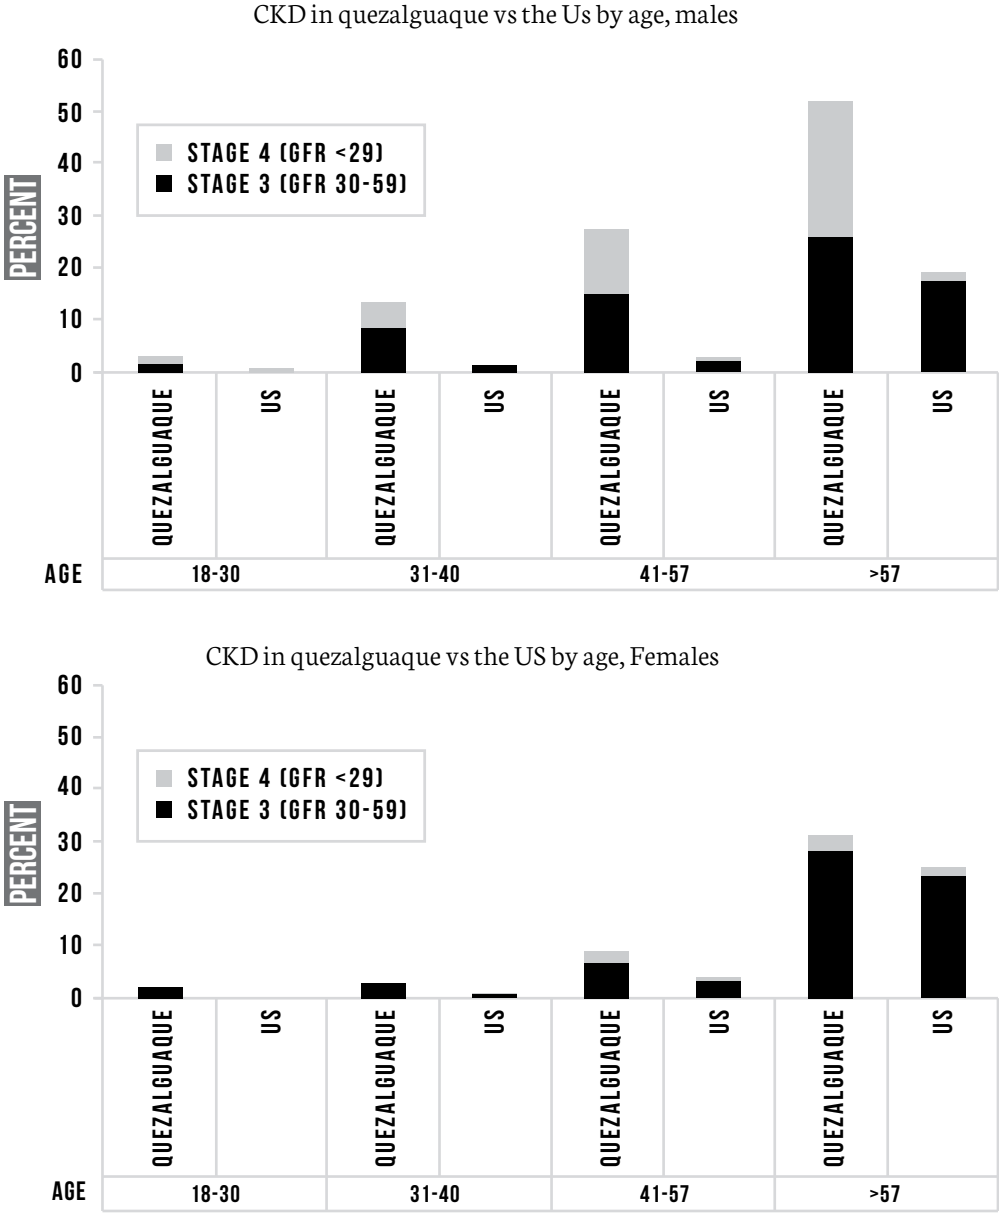 CKD in quezalguaque vs the Us by age, males
60
50
40
30
20
10
0
PERCENT
STAGE 4 (GFR <29)
STAGE 3 (GFR 30-59)
QUEZALGUAQUE US QUEZALGUAQUE US QUEZALGUAQUE US QUEZALGUAQUE US
AGE 18-30 31-40 41-57 >57
CKD in quezalguaque vs the US by age, Females
60
50
40
30
20
10
0
PERCENT
STAGE 4 (GFR <29)
STAGE 3 (GFR 30-59)
QUEZALGUAQUE US QUEZALGUAQUE US QUEZALGUAQUE US QUEZALGUAQUE US
AGE 18-30 31-40 41-57 >57